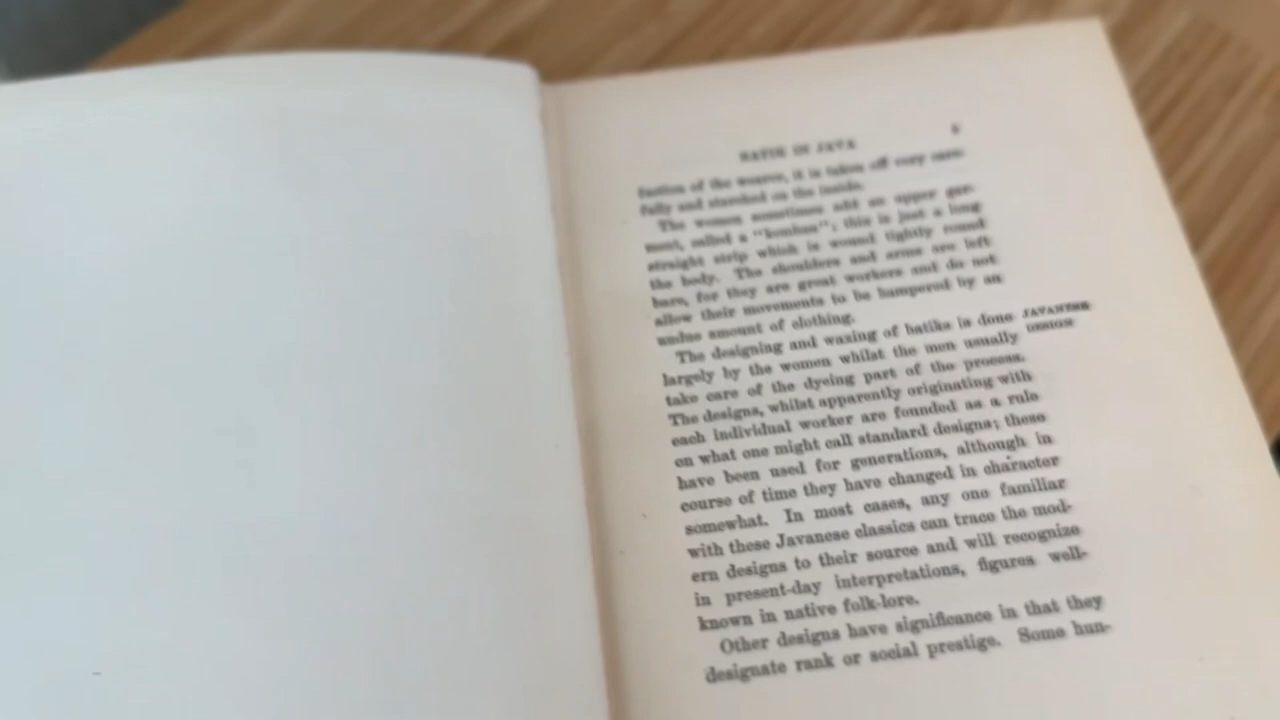 BATIK IN JAVA
faction of the wearer, it is taken off very care-
fully and starched on the inside.
The women sometimes add an upper gar-
ment, called a "kemban"; this is just a long
straight strip which is wound tightly round
the body. The shoulders and arms are left
bare, for they are great workers and do not
allow their movements to be hampered by an
undue amount of clothing.
The designing and waxing of batiks is done
JAVANESE
DESIGN
largely by the women whilst the men usually
take care of the dyeing part of the process.
The designs, whilst apparently originating with
each individual worker are founded as a rule
on what one might call standard designs; these
have been used for generations, although in
course of time they have changed in character
somewhat. In most cases, any one familiar
with these Javanese classics can trace the mod-
ern designs to their source and will recognize
in present-day interpretations, figures well-
known in native folk-lore.
Other designs have significance in that they
designate rank or social prestige. Some hun-